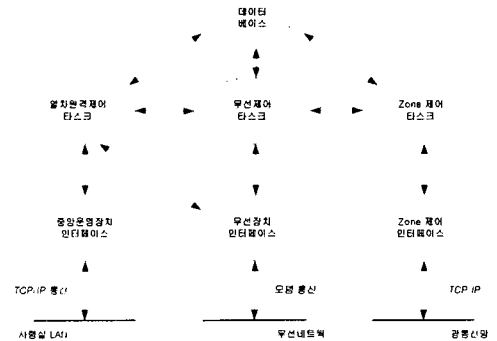 데이터
베이스
열차원격제어
타스크
무선제어
타스크
Zone 제어
타스크
중앙운영장치
인터페이스
무선장치
인터페이스
Zone 제어
인터페이스
TCP-IP 통신
모뎀 통신
TCP IP
사령실 LAN
무선네트웍
광통신망